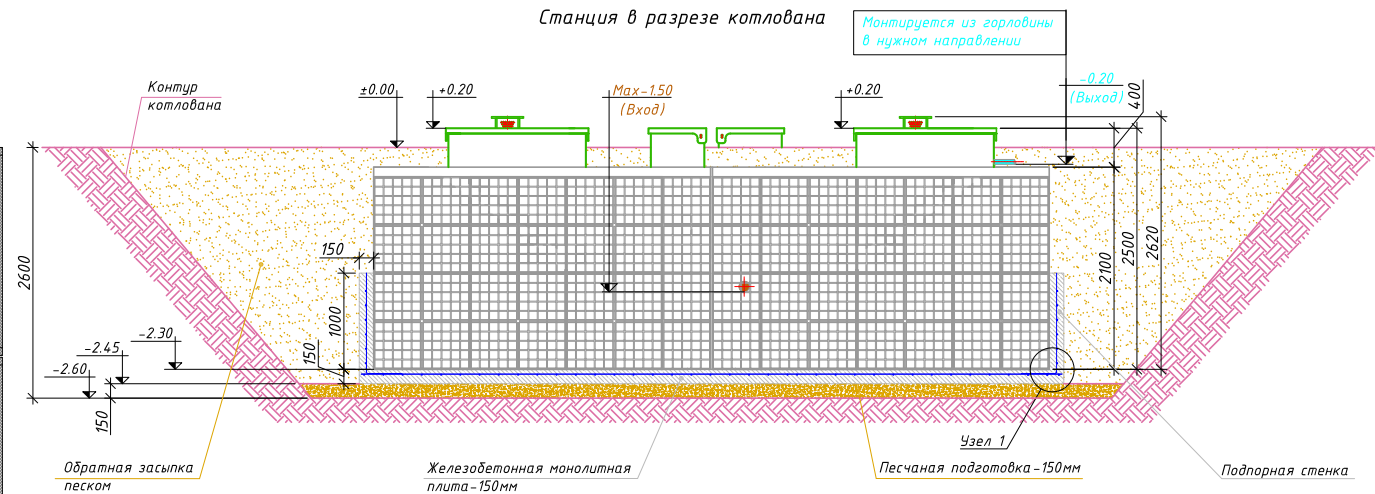 Станция в разрезе котлована
Монтируется из горловины
в нужном направлении
Контур
котлована
±0.00
+0.20
Max-1.50
(Вход)
+0.20
-0.20
(Выход)
400
2600
150
1000
150
2100
2500
2620
-2.30
-2.45
-2.60
150
Узел 1
Обратная засыпка
песком
Железобетонная монолитная
плита-150мм
Песчаная подготовка-150мм
Подпорная стенка